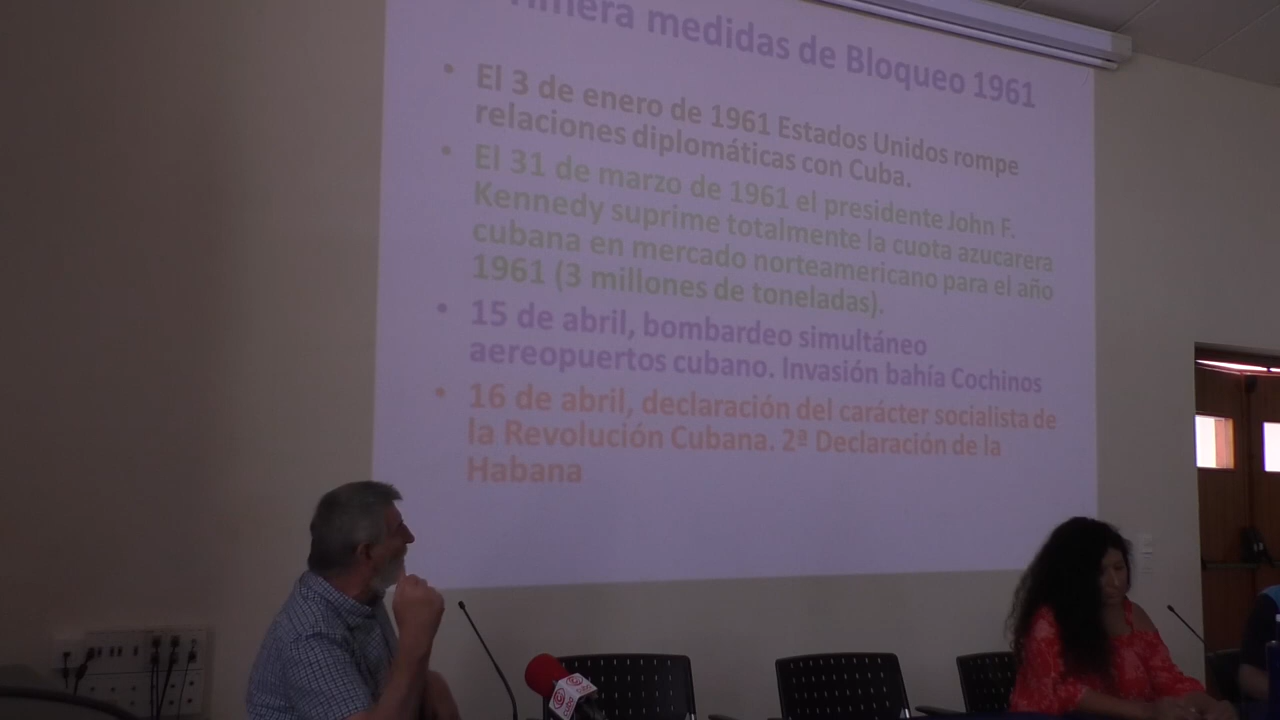 medidas de Bloqueo 1961
• El 3 de enero de 1961 Estados Unidos rompe
relaciones diplomáticas con Cuba.
• El 31 de marzo de 1961 el presidente John F.
Kennedy suprime totalmente la cuota azucarera
cubana en mercado norteamericano para el año
1961 (3 millones de toneladas).
• 15 de abril, bombardeo simultáneo
aereopuertos cubano. Invasión bahía Cochinos
• 16 de abril, declaración del carácter socialista de
la Revolución Cubana. 2ª Declaración de la
Habana